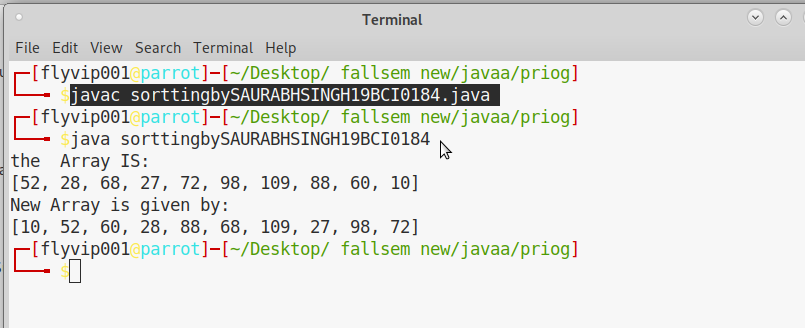 Terminal
File Edit View Search Terminal Help
[flyvip001@parrot]-[~/Desktop/ fallsem new/javaa/priog]
$javac sorttingbySAURABHSINGH19BCI0184.java
[flyvip001@parrot]-[~/Desktop/ fallsem new/javaa/priog]
$java sorttingbySAURABHSINGH19BCI0184
the  Array IS:
[52, 28, 68, 27, 72, 98, 109, 88, 60, 10]
New Array is given by:
[10, 52, 60, 28, 88, 68, 109, 27, 98, 72]
[flyvip001@parrot]-[~/Desktop/ fallsem new/javaa/priog]
$